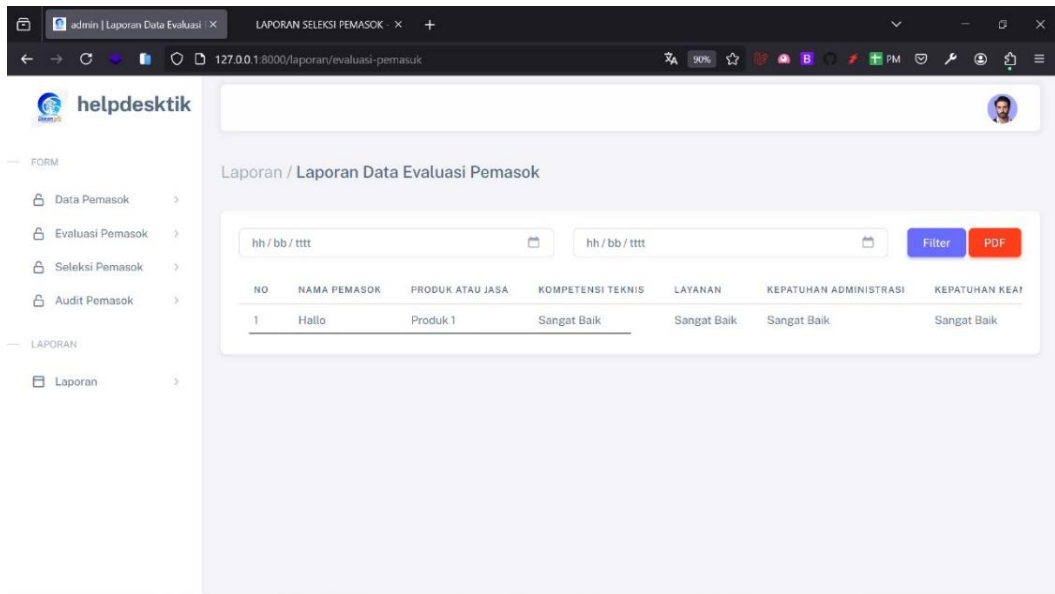 admin | Laporan Data Evaluasi
LAPORAN SELEKSI PEMASOK -
127.0.0.1:8000/laporan/evaluasi-pemasuk
90%
B
PM
helpdesktik
FORM
Data Pemasok
Evaluasi Pemasok
Seleksi Pemasok
Audit Pemasok
LAPORAN
Laporan
Laporan / Laporan Data Evaluasi Pemasok
hh / bb / tttt
hh / bb / tttt
Filter
PDF
NO NAMA PEMASOK PRODUK ATAU JASA KOMPETENSI TEKNIS LAYANAN KEPATUHAN ADMINISTRASI KEPATUHAN
1 Hallo Produk 1 Sangat Baik Sangat Baik Sangat Baik Sangat Baik